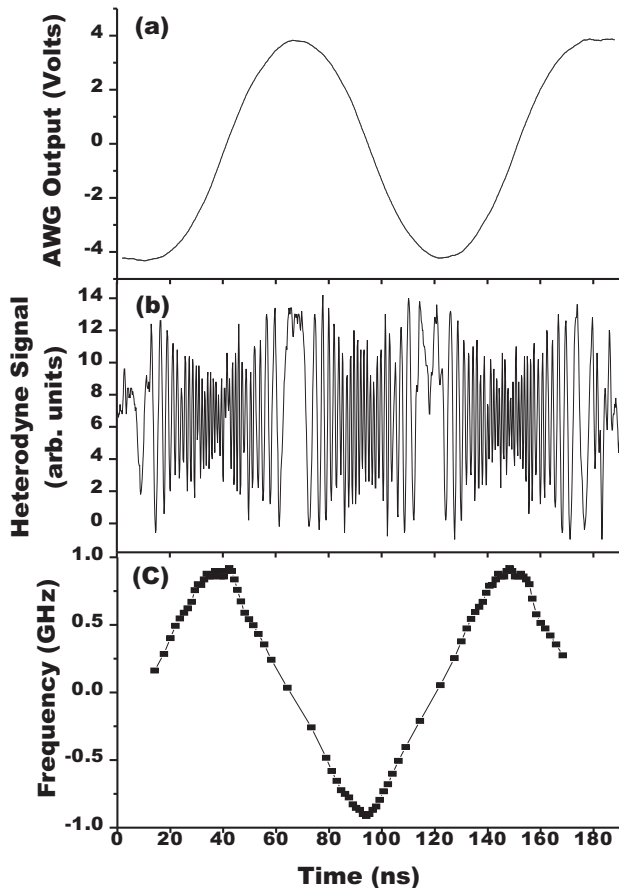 (a)
AWG Output (Volts)
4
2
0
-2
-4
(b)
Heterodyne Signal
(arb. units)
14
12
10
8
6
4
2
0
(C)
Frequency (GHz)
1.0
0.5
0.0
-0.5
-1.0
0 20 40 60 80 100 120 140 160 180
Time (ns)